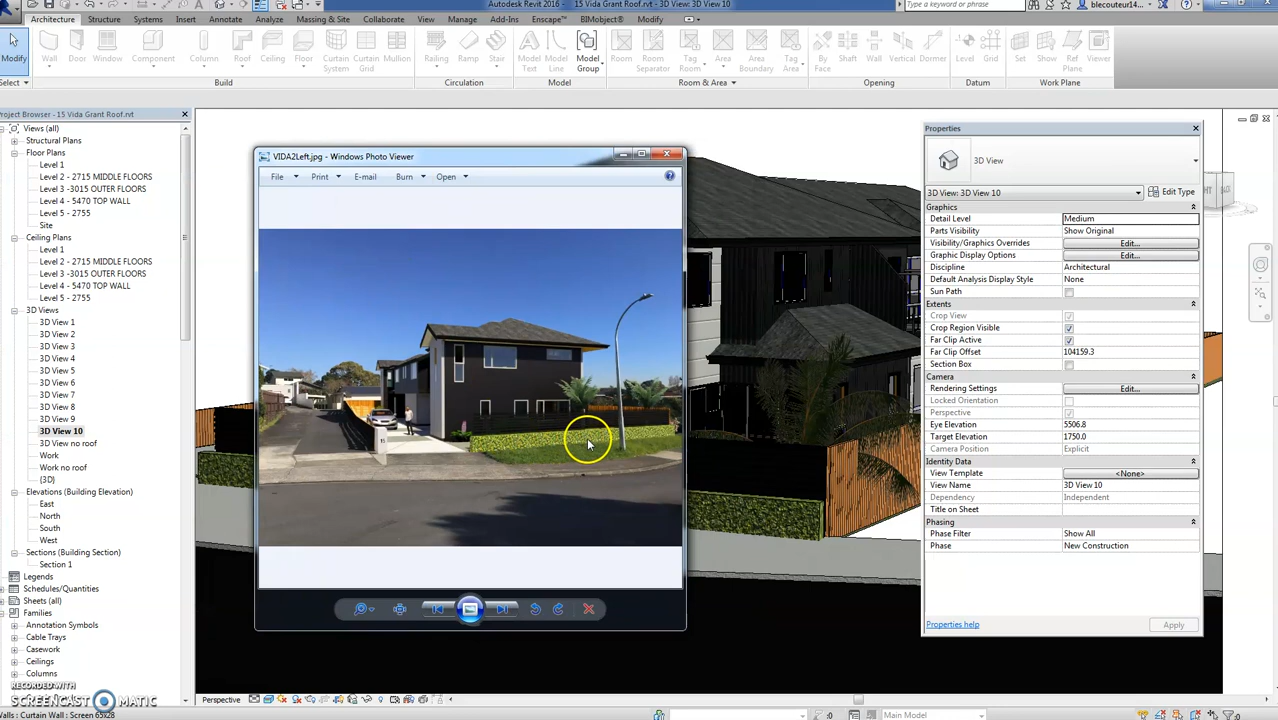 Autodesk Revit 2016 - 15 Vida Grant Roof.rvt - 3D View: 3D View 10
Type a keyword or phrase
blecouteur14...
Architecture Structure Systems Insert Annotate Analyze Massing & Site Collaborate View Manage Add-Ins Enscape™ BIMobject® Modify
Modify Wall Door Window Component Column Roof Ceiling Floor Curtain System Curtain Grid Mullion Railing Ramp Stair Model Text Model Line Model Group Room Room Separator Tag Room Area Area Boundary Tag Area By Face Shaft Wall Vertical Dormer Level Grid Set Show Ref Plane Viewer
Select Build Circulation Model Room & Area Opening Datum Work Plane
Project Browser - 15 Vida Grant Roof.rvt
Views (all)
Structural Plans
Floor Plans
Level 1
Level 2 - 2715 MIDDLE FLOORS
Level 3 -3015 OUTER FLOORS
Level 4 - 5470 TOP WALL
Level 5 - 2755
Site
Ceiling Plans
Level 1
Level 2 - 2715 MIDDLE FLOORS
Level 3 -3015 OUTER FLOORS
Level 4 - 5470 TOP WALL
Level 5 - 2755
3D Views
3D View 1
3D View 2
3D View 3
3D View 4
3D View 5
3D View 6
3D View 7
3D View 8
3D View 9
3D View 10
3D View no roof
Work
Work no roof
{3D}
Elevations (Building Elevation)
East
North
South
West
Sections (Building Section)
Section 1
Legends
Schedules/Quantities
Sheets (all)
Families
Annotation Symbols
Cable Trays
Casework
Ceilings
Columns
RECORDED WITH
SCREENCAST MATIC
VIDA2Left.jpg - Windows Photo Viewer
File Print E-mail Burn Open
Properties
3D View
3D View: 3D View 10 Edit Type
Graphics
Detail Level Medium
Parts Visibility Show Original
Visibility/Graphics Overrides Edit...
Graphic Display Options Edit...
Discipline Architectural
Default Analysis Display Style None
Sun Path
Extents
Crop View
Crop Region Visible
Far Clip Active
Far Clip Offset 104159.3
Section Box
Camera
Rendering Settings Edit...
Locked Orientation
Perspective
Eye Elevation 5506.8
Target Elevation 1750.0
Camera Position Explicit
Identity Data
View Template <None>
View Name 3D View 10
Dependency Independent
Title on Sheet
Phasing
Phase Filter Show All
Phase New Construction
Properties help Apply
Perspective
Walls : Curtain Wall : Screen 65x28
:0 Main Model